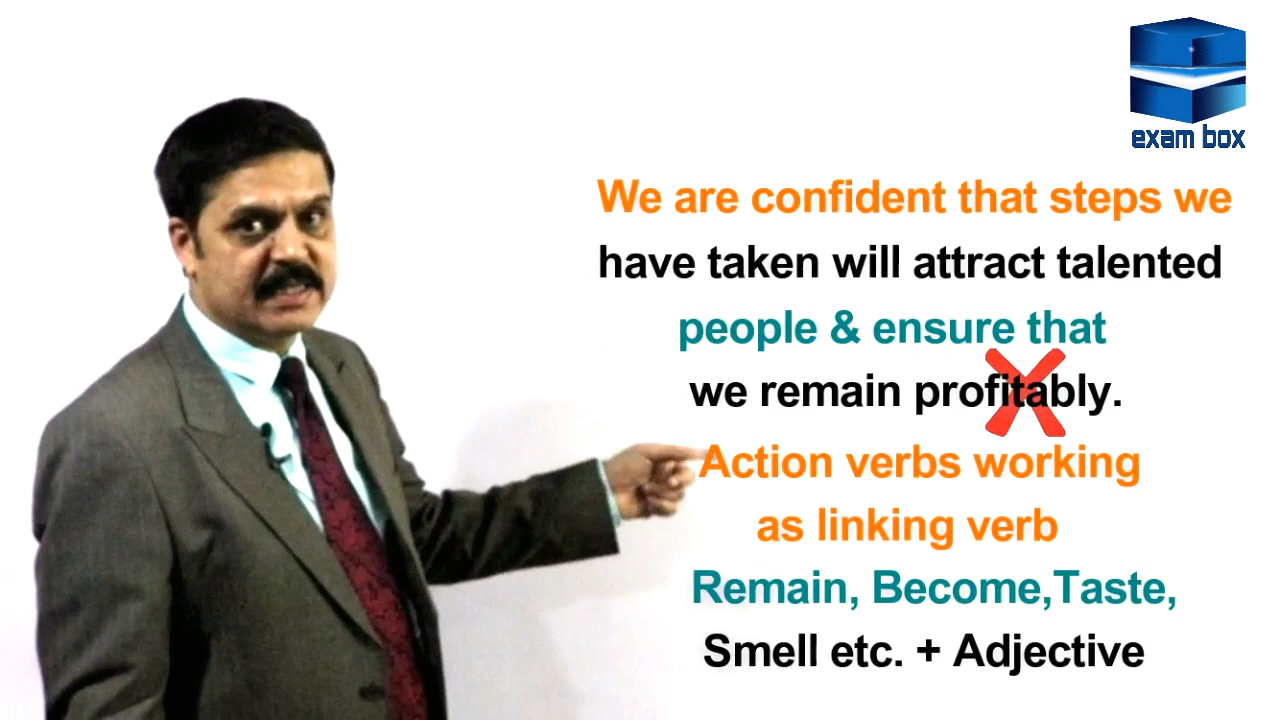 exam box
We are confident that steps we
have taken will attract talented
people & ensure that
we remain profitably.
Action verbs working
as linking verb
Remain, Become,Taste,
Smell etc. + Adjective